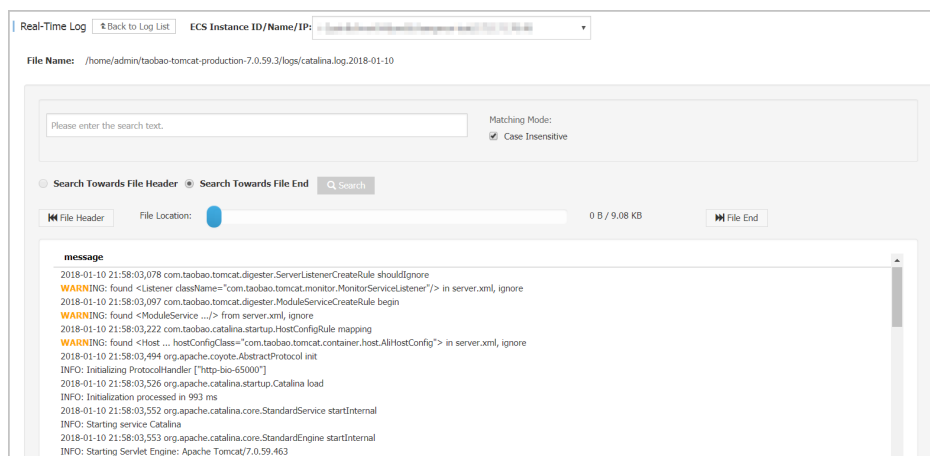 Real-Time Log Back to Log List ECS Instance ID/Name/IP:
File Name: /home/admin/taobao-tomcat-production-7.0.59.3/logs/catalina.log.2018-01-10
Please enter the search text.
Matching Mode:
Case Insensitive
Search Towards File Header Search Towards File End Search
File Header File Location: 0 B / 9.08 KB File End
message
2018-01-10 21:58:03,078 com.taobao.tomcat.digester.ServerListenerCreateRule shouldIgnore
WARNING: found <Listener className="com.taobao.tomcat.monitor.MonitorServiceListener"/> in server.xml, ignore
2018-01-10 21:58:03,097 com.taobao.tomcat.digester.ModuleServiceCreateRule begin
WARNING: found <ModuleService .../> from server.xml, ignore
2018-01-10 21:58:03,222 com.taobao.catalina.startup.HostConfigRule mapping
WARNING: found <Host ... hostConfigClass="com.taobao.tomcat.container.host.AliHostConfig"> in server.xml, ignore
2018-01-10 21:58:03,494 org.apache.coyote.AbstractProtocol init
INFO: Initializing ProtocolHandler ["http-bio-65000"]
2018-01-10 21:58:03,526 org.apache.catalina.startup.Catalina load
INFO: Initialization processed in 993 ms
2018-01-10 21:58:03,552 org.apache.catalina.core.StandardService startInternal
INFO: Starting service Catalina
2018-01-10 21:58:03,553 org.apache.catalina.core.StandardEngine startInternal
INFO: Starting Servlet Engine: Apache Tomcat/7.0.59.463